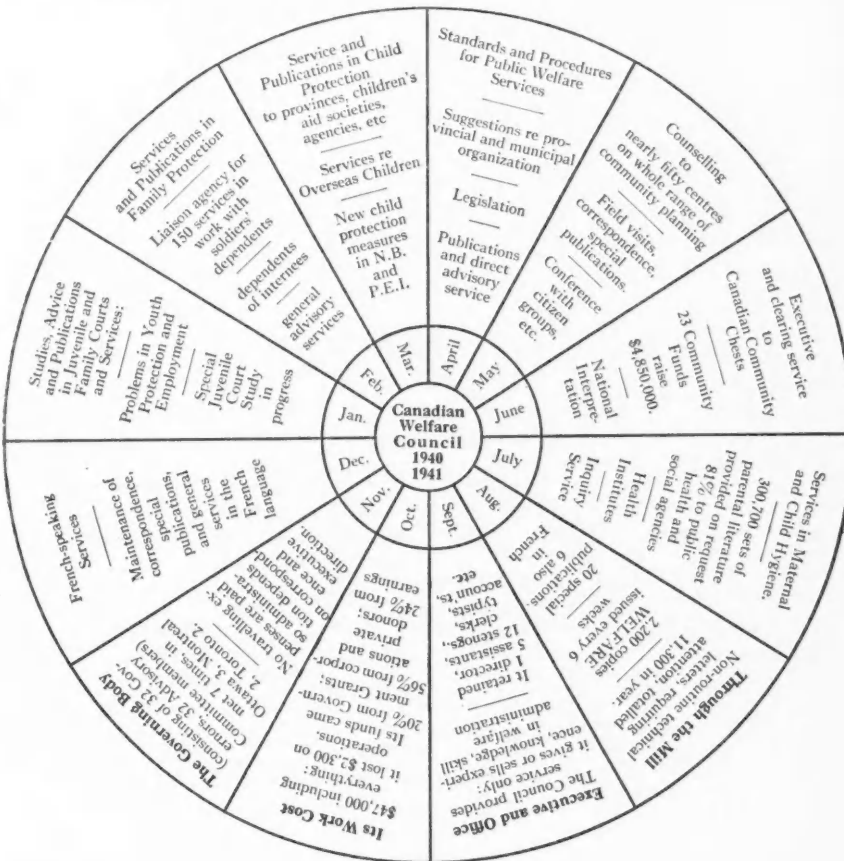 Canadian
Welfare
Council
1940
1941
Jan.
Studies, Advice
and Publications
in Juvenile and
Family Courts
and Services:
Problems in Youth
Protection and
Employment
Special
Juvenile
Court
Study
in
progress
Feb.
Services
and Publications in
Family Protection
Liaison agency for
150 services in
work with
soldiers'
dependents
dependents
of internees
general
advisory
services
Mar.
Service and
Publications in Child
Protection
to provinces, children's
aid societies,
agencies, etc
Services re
Overseas Children
New child
protection
measures
in N.B.
and
P.E.I.
April
Standards and Procedures
for Public Welfare
Services
Suggestions re pro-
vincial and municipal
organization
Legislation
Publications
and direct
advisory
service
May
Counselling
to
nearly fifty centres
on whole range of
community planning
Field visits,
correspondence,
special
publications.
Conference
with
citizen
groups,
etc.
June
Executive
and clearing service
to
Canadian Community
Chests
23 Community
Funds
raise
$4,850,000.
National
Interpre-
tation
July
Services in Maternal
and Child Hygiene.
300,700 sets of
parental literature
provided on request
81% to public
health and
social agencies
Health
Institutes
Inquiry
Service
Aug.
Through the Mill
Non-routine technical
letters, requiring
attention totalled
11,300 in year.
2,200 copies
WELFARE
issued every 6
weeks
20 special
publications.
6 also in
French
Sept.
Executive and Office
The Council provides
service only:
it gives or sells experi-
ence, knowledge, skill
in welfare
administration
It retained
1 director,
5 assistants,
12 stenogs.,
clerks,
typists,
accounts,
etc
Oct.
Its Work Cost
$47,000 including
everything:
it lost $2,300 on
operations.
Its funds came
20% from Govern-
ment Grants;
56% from corpor-
ations and
private
donors;
24% from
earnings
Nov.
The Governing Body
(consisting of 32 Gov-
ernors, 32 Advisory
Committee members)
met 7 times in
Ottawa 3, Montreal
2, Toronto 2.
No travelling ex-
penses are paid
so administra-
tion depends
on correspond-
ence and
executive
direction.
Dec.
French-speaking
Services
Maintenance of
correspondence,
special
publications,
and general
services
in the
French
language